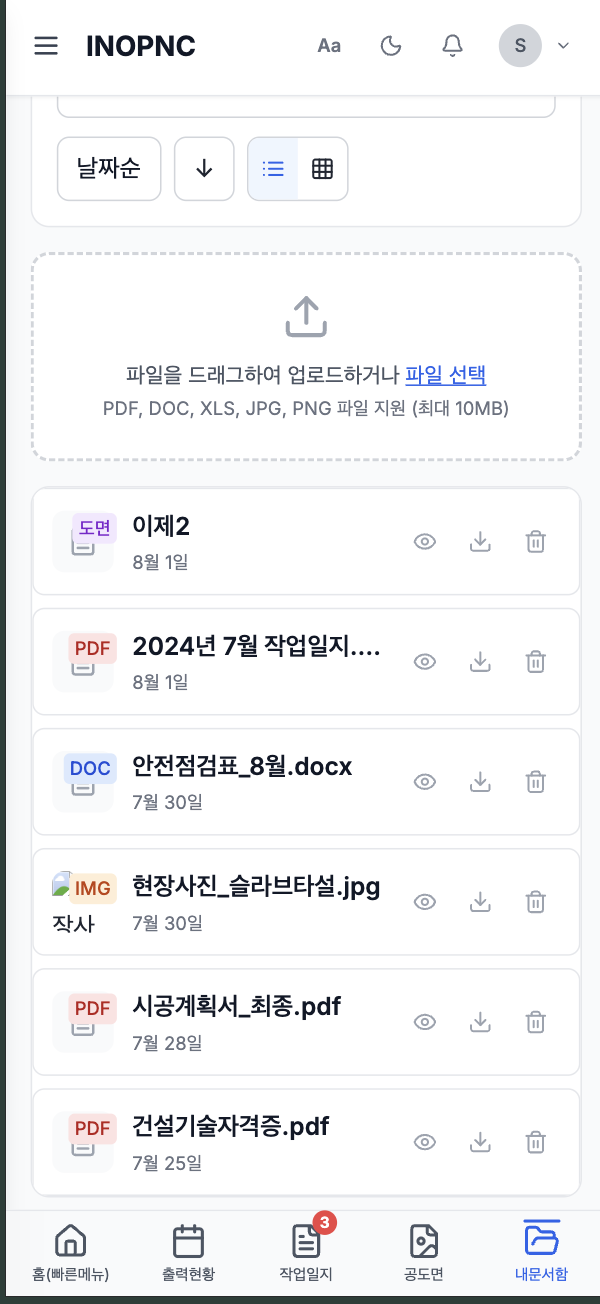 INOPNC
Aa
S
날짜순
파일을 드래그하여 업로드하거나 파일 선택
PDF, DOC, XLS, JPG, PNG 파일 지원 (최대 10MB)
도면
이제2
8월 1일
PDF
2024년 7월 작업일지....
8월 1일
DOC
안전점검표_8월.docx
7월 30일
IMG
현장사진_슬라브타설.jpg
7월 30일
PDF
시공계획서_최종.pdf
7월 28일
PDF
건설기술자격증.pdf
7월 25일
3
홈(빠른메뉴)
출력현황
작업일지
공도면
내문서함